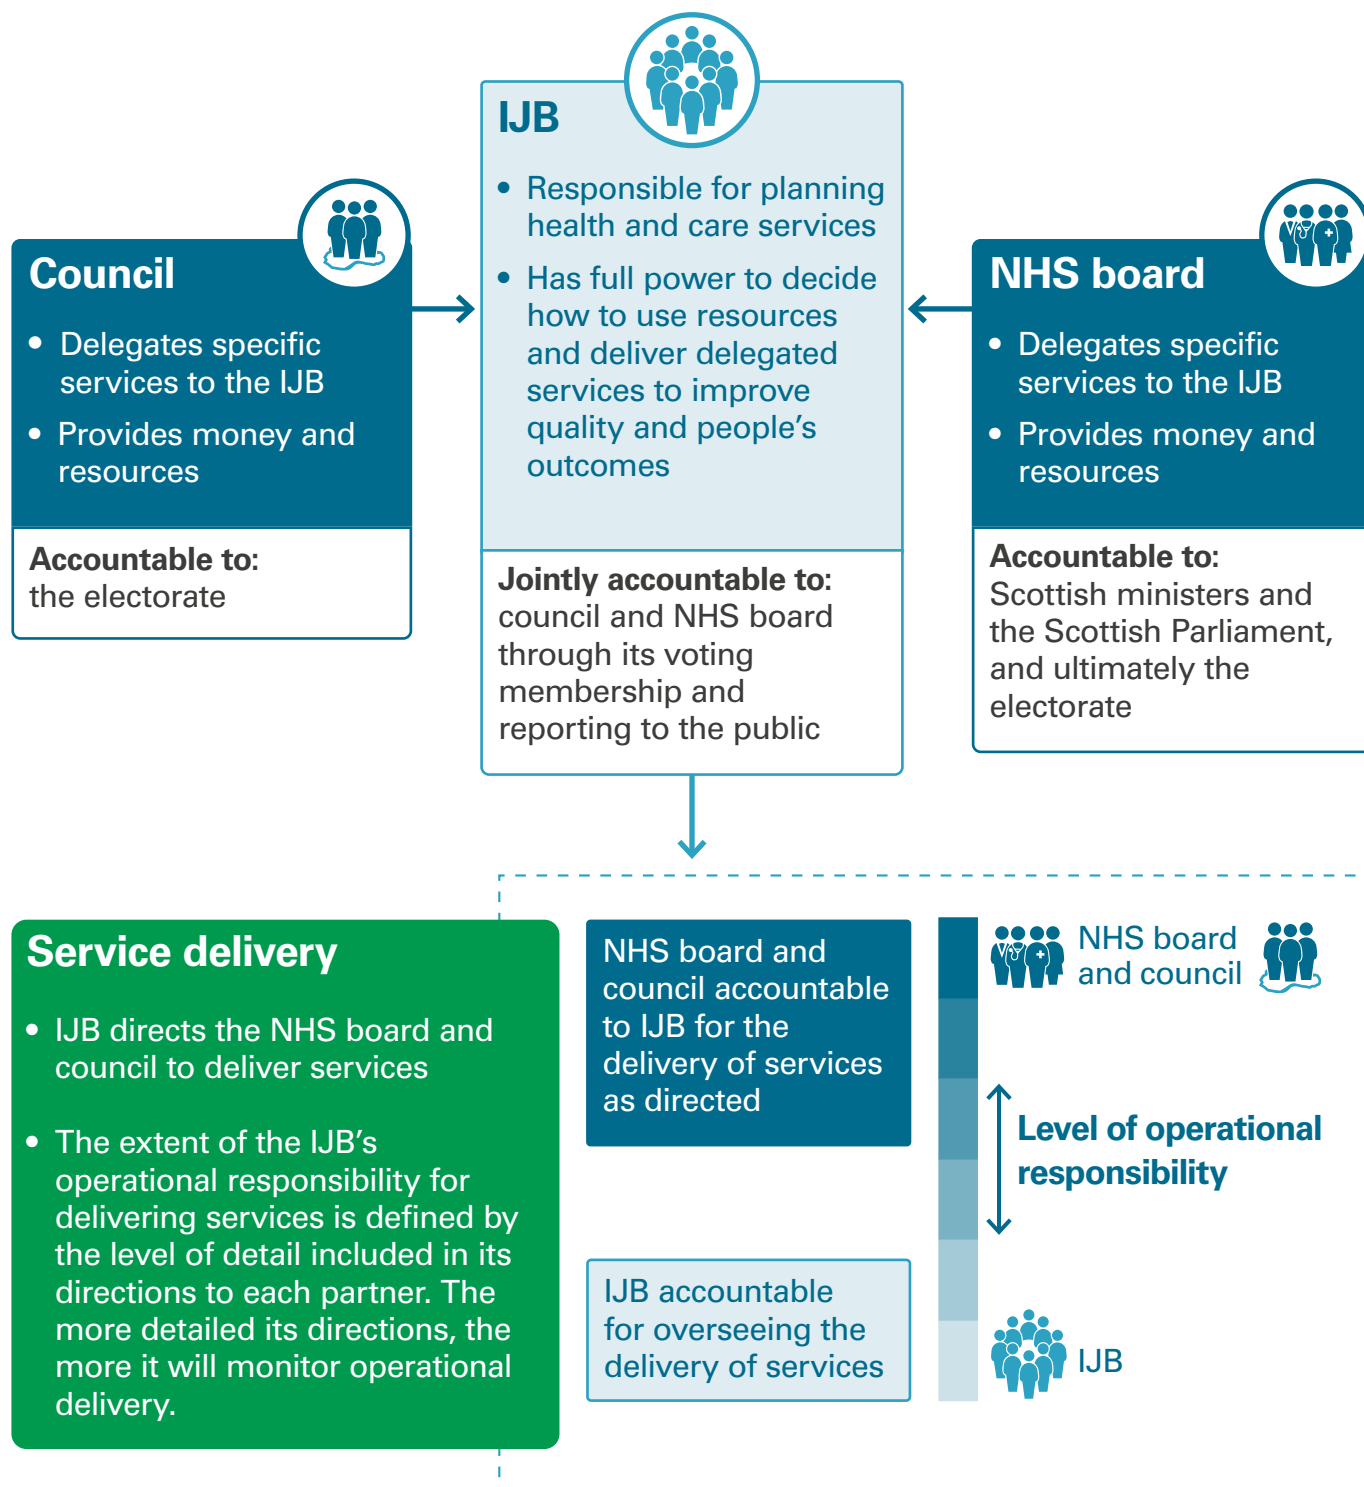 IJB
• Responsible for planning
health and care services
• Has full power to decide
how to use resources
and deliver delegated
services to improve
quality and people’s
outcomes
Jointly accountable to:
council and NHS board
through its voting
membership and
reporting to the public
Council
• Delegates specific
services to the IJB
• Provides money and
resources
Accountable to:
the electorate
NHS board
• Delegates specific
services to the IJB
• Provides money and
resources
Accountable to:
Scottish ministers and
the Scottish Parliament,
and ultimately the
electorate
Service delivery
• IJB directs the NHS board and
council to deliver services
• The extent of the IJB’s
operational responsibility for
delivering services is defined by
the level of detail included in its
directions to each partner. The
more detailed its directions, the
more it will monitor operational
delivery.
NHS board and
council accountable
to IJB for the
delivery of services
as directed
IJB accountable
for overseeing the
delivery of services
NHS board
and council
Level of operational
responsibility
IJB